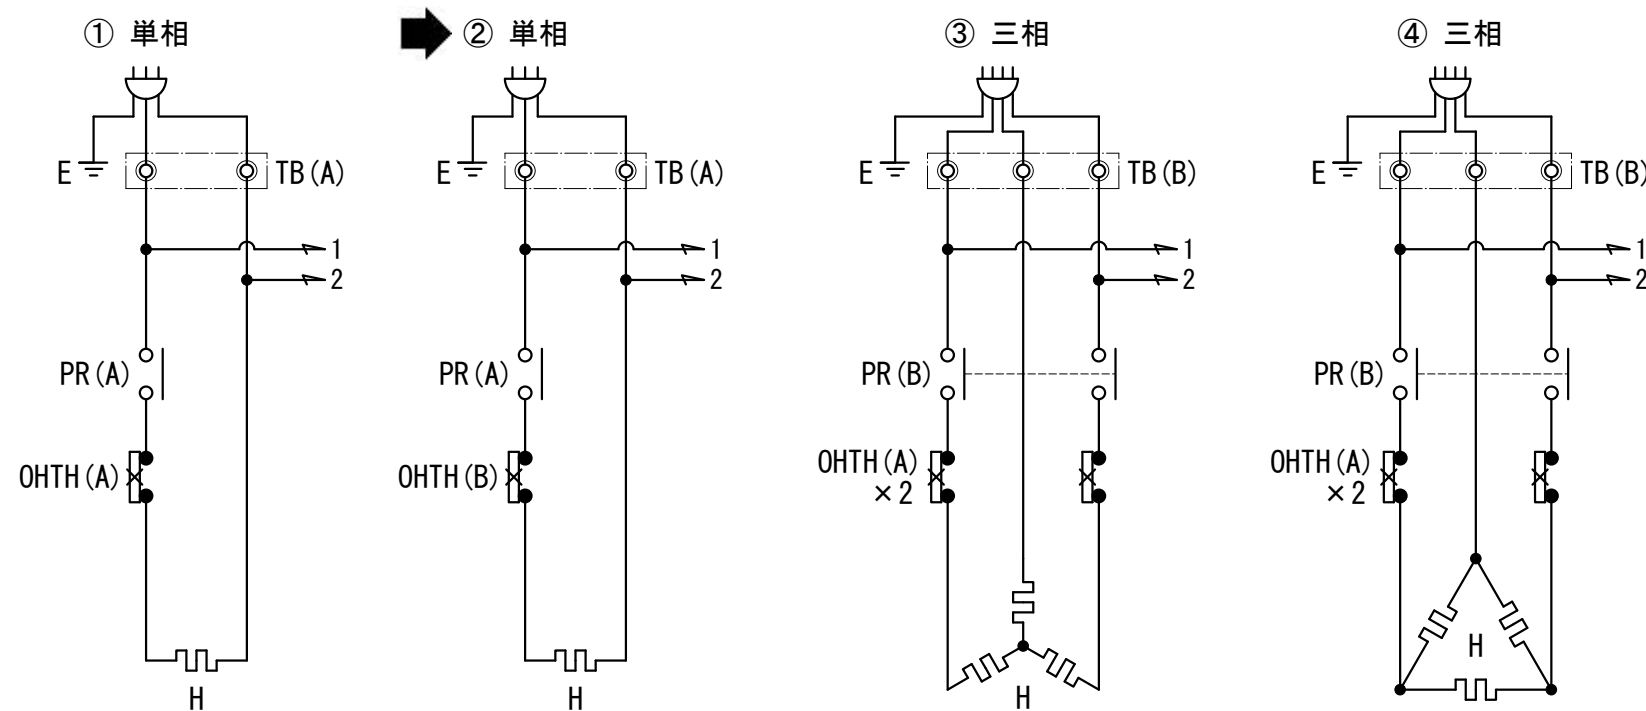 ① 単相
② 単相
③ 三相
④ 三相
E
TB(A)
E
TB(A)
E
TB(B)
E
TB(B)
1
1
1
1
2
2
2
2
PR(A)
PR(A)
PR(B)
PR(B)
OHTH(A)
OHTH(B)
OHTH(A)
×2
OHTH(A)
×2
H
H
H
H